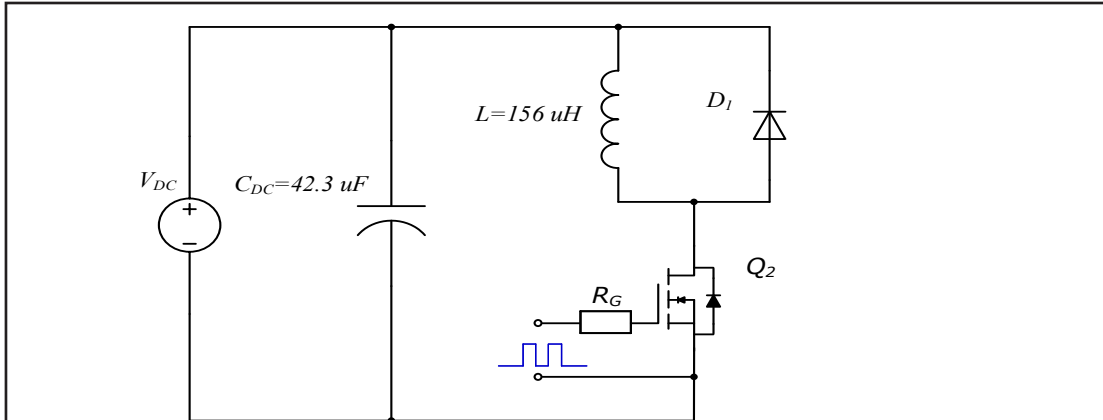 L=156 uH
D1
VDC
CDC=42.3 uF
+
−
Q2
RG